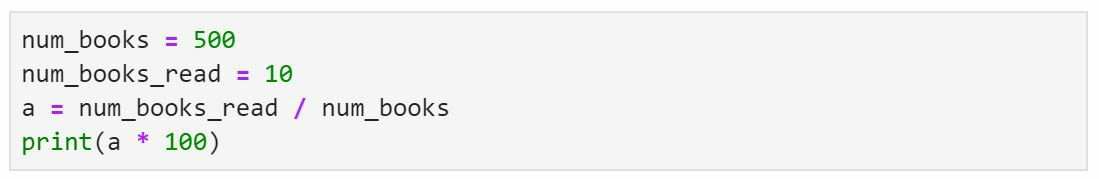 num_books = 500
num_books_read = 10
a = num_books_read / num_books
print(a * 100)